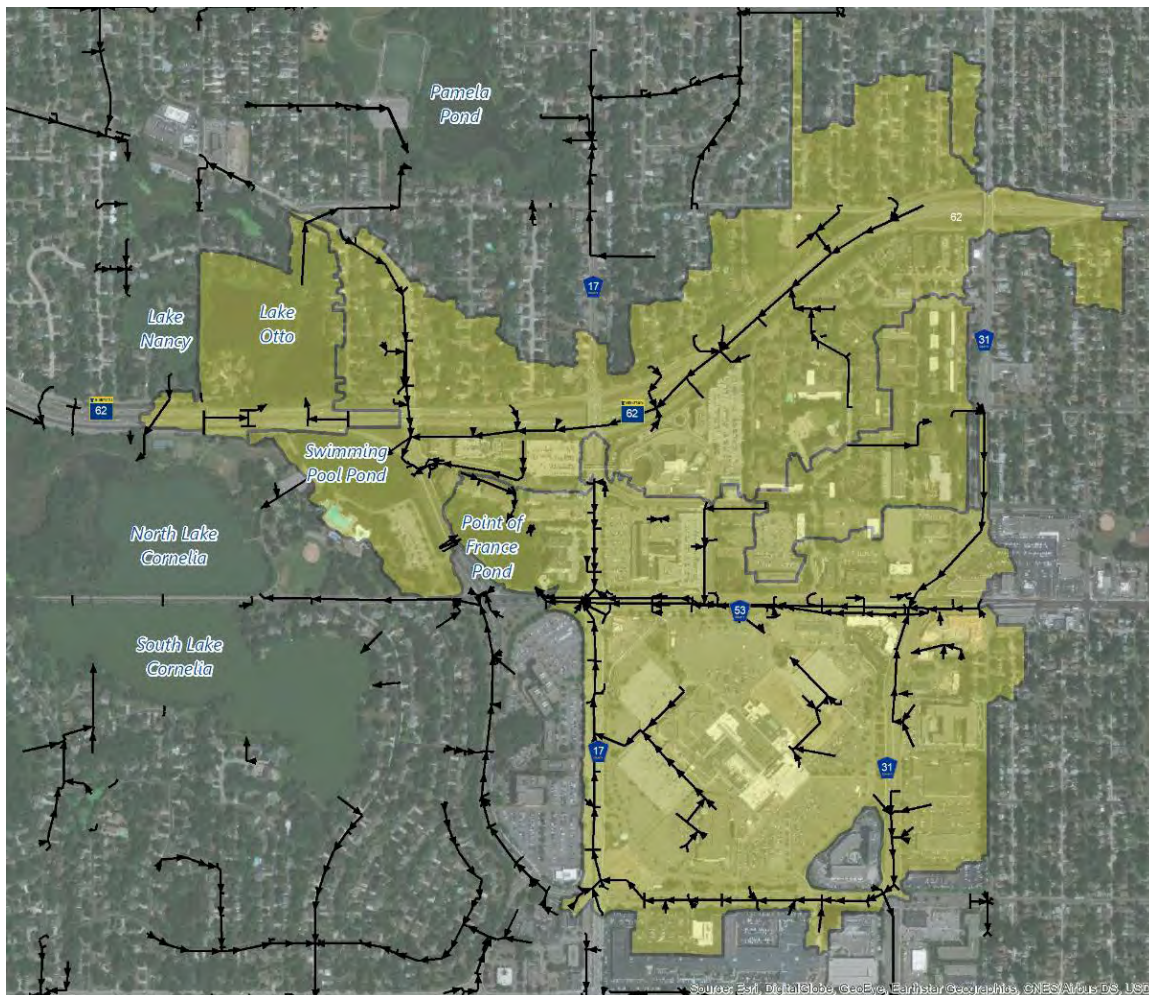 Pamela
Pond
62
17
Lake
Nancy
Lake
Otto
31
62
62
Swimming
Pool Pond
North Lake
Cornelia
Point of
France
Pond
53
South Lake
Cornelia
17
31
Source: Esri, DigitalGlobe, GeoEye, Earthstar Geographics, CNES/Airbus DS, USD